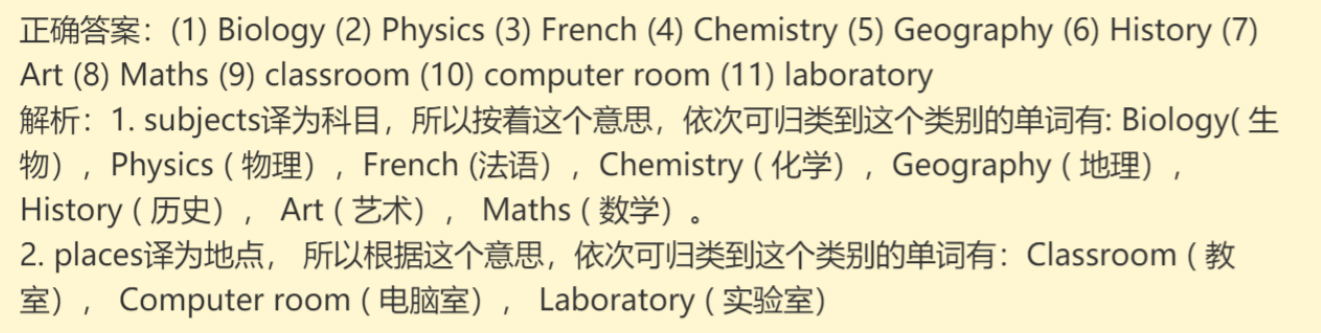 正确答案：(1) Biology (2) Physics (3) French (4) Chemistry (5) Geography (6) History (7)
Art (8) Maths (9) classroom (10) computer room (11) laboratory
解析：1. subjects译为科目，所以按着这个意思，依次可归类到这个类别的单词有: Biology( 生
物），Physics ( 物理），French (法语），Chemistry ( 化学），Geography ( 地理），
History ( 历史）， Art ( 艺术）， Maths ( 数学）。
2. places译为地点， 所以根据这个意思，依次可归类到这个类别的单词有：Classroom ( 教
室）， Computer room ( 电脑室）， Laboratory ( 实验室）